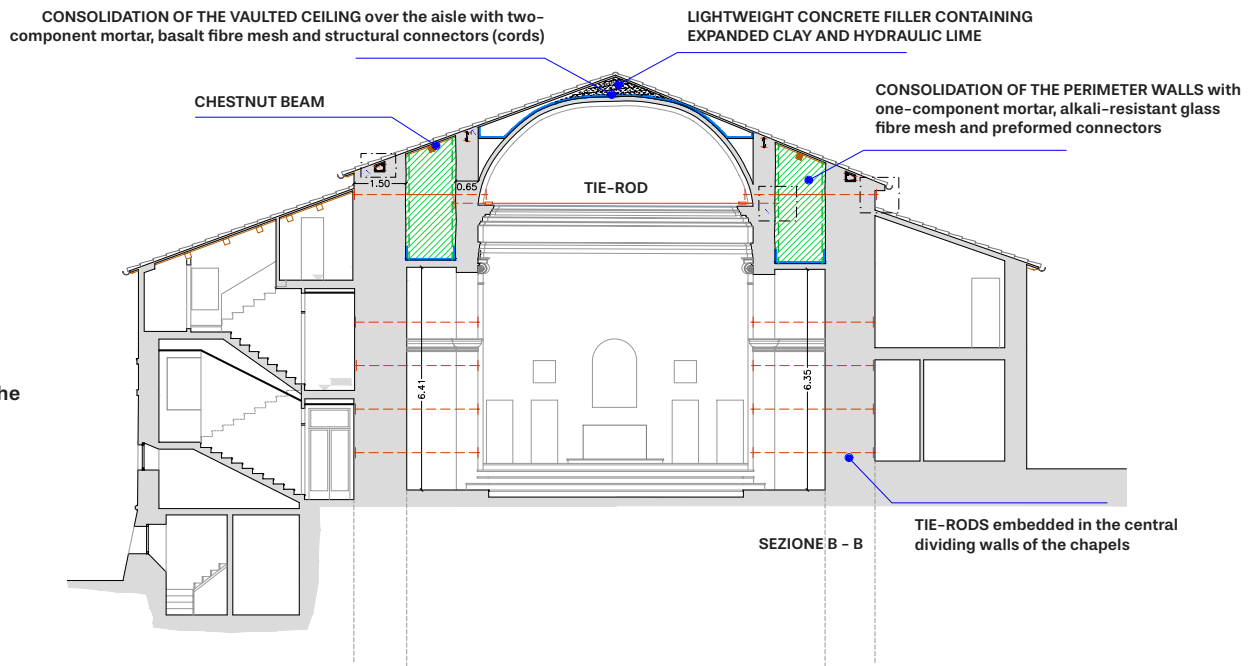 CONSOLIDATION OF THE VAULTED CEILING over the aisle with two-
component mortar, basalt fibre mesh and structural connectors (cords)
LIGHTWEIGHT CONCRETE FILLER CONTAINING
EXPANDED CLAY AND HYDRAULIC LIME
CHESTNUT BEAM
CONSOLIDATION OF THE PERIMETER WALLS with
one-component mortar, alkali-resistant glass
fibre mesh and preformed connectors
1.50
0.65
TIE-ROD
6.41
6.35
he
TIE-RODS embedded in the central
dividing walls of the chapels
SEZIONE B - B